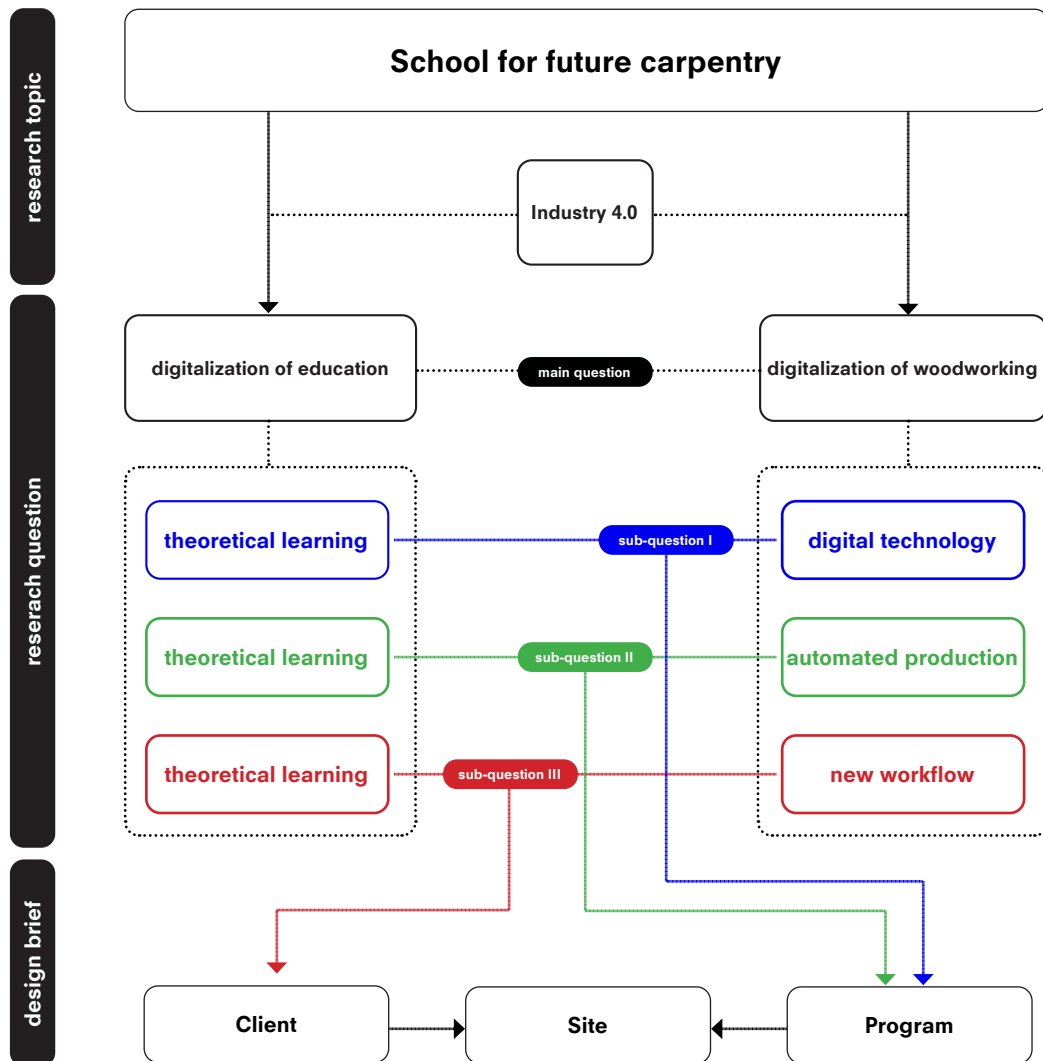 research topic
School for future carpentry
Industry 4.0
reserach question
digitalization of education
main question
digitalization of woodworking
theoretical learning
sub-question I
digital technology
theoretical learning
sub-question II
automated production
theoretical learning
sub-question III
new workflow
design brief
Client
Site
Program